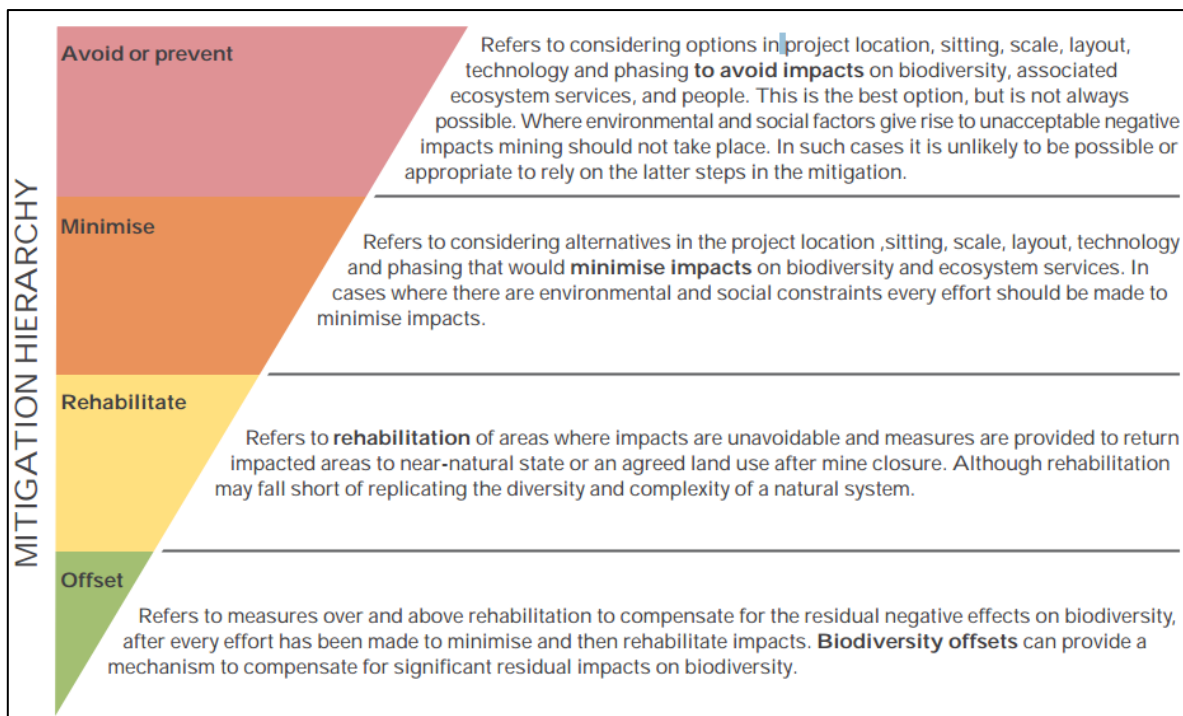 MITIGATION HIERARCHY
Avoid or prevent
Refers to considering options in project location, sitting, scale, layout,
technology and phasing to avoid impacts on biodiversity, associated
ecosystem services, and people. This is the best option, but is not always
possible. Where environmental and social factors give rise to unacceptable negative
impacts mining should not take place. In such cases it is unlikely to be possible or
appropriate to rely on the latter steps in the mitigation.
Minimise
Refers to considering alternatives in the project location ,sitting, scale, layout, technology
and phasing that would minimise impacts on biodiversity and ecosystem services. In
cases where there are environmental and social constraints every effort should be made to
minimise impacts.
Rehabilitate
Refers to rehabilitation of areas where impacts are unavoidable and measures are provided to return
impacted areas to near-natural state or an agreed land use after mine closure. Although rehabilitation
may fall short of replicating the diversity and complexity of a natural system.
Offset
Refers to measures over and above rehabilitation to compensate for the residual negative effects on biodiversity,
after every effort has been made to minimise and then rehabilitate impacts. Biodiversity offsets can provide a
mechanism to compensate for significant residual impacts on biodiversity.